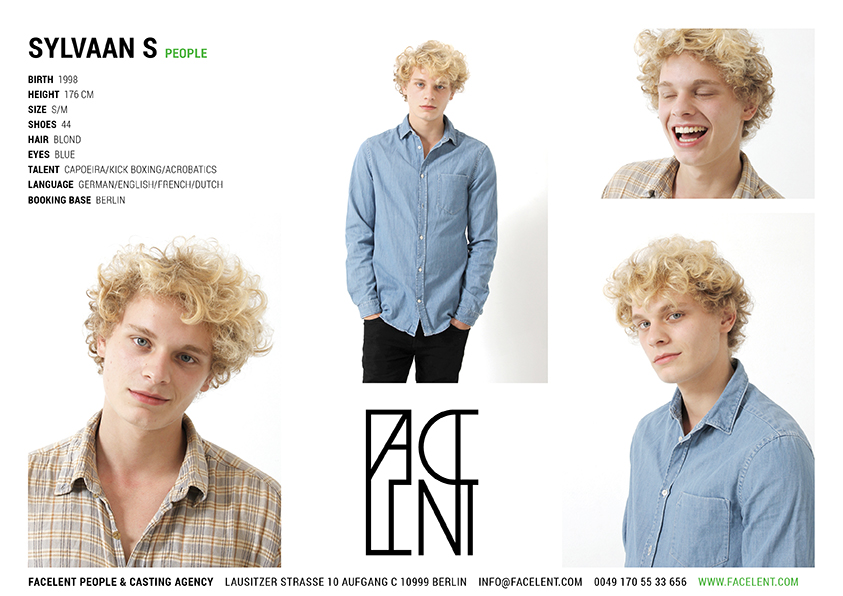 SYLVAAN S PEOPLE
BIRTH 1998
HEIGHT 176 CM
SIZE S/M
SHOES 44
HAIR BLOND
EYES BLUE
TALENT CAPOEIRA/KICK BOXING/ACROBATICS
LANGUAGE GERMAN/ENGLISH/FRENCH/DUTCH
BOOKING BASE BERLIN
FACE
LENT
FACELENT PEOPLE & CASTING AGENCY LAUSITZER STRASSE 10 AUFGANG C 10999 BERLIN INFO@FACELENT.COM 0049 170 55 33 656 WWW.FACELENT.COM